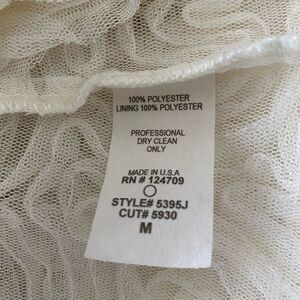 100% POLYESTER
LINING 100% POLYESTER
PROFESSIONAL
DRY CLEAN
ONLY
MADE IN U.S.A
RN # 124709
STYLE# 5395J
CUT# 5930
M